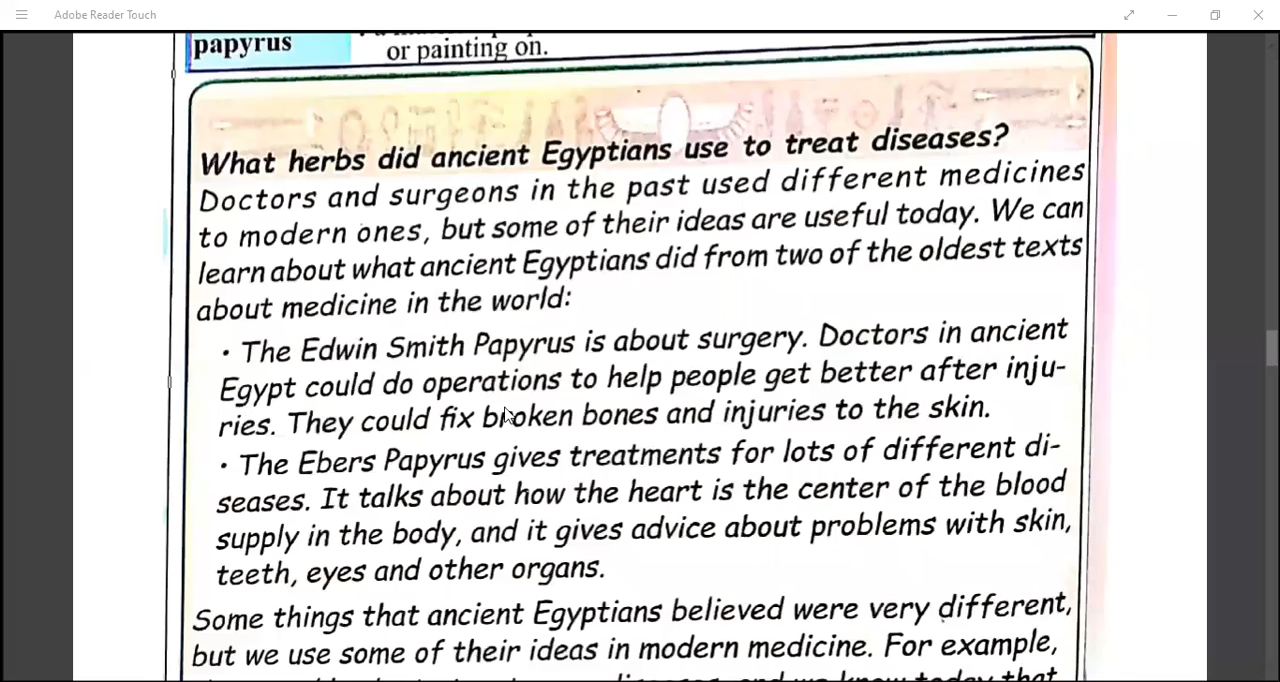 Adobe Reader Touch
papyrus
or painting on.
What herbs did ancient Egyptians use to treat diseases?
Doctors and surgeons in the past used different medicines
to modern ones, but some of their ideas are useful today. We can
learn about what ancient Egyptians did from two of the oldest texts
about medicine in the world:
• The Edwin Smith Papyrus is about surgery. Doctors in ancient
Egypt could do operations to help people get better after inju-
ries. They could fix broken bones and injuries to the skin.
• The Ebers Papyrus gives treatments for lots of different di-
seases. It talks about how the heart is the center of the blood
supply in the body, and it gives advice about problems with skin,
teeth, eyes and other organs.
Some things that ancient Egyptians believed were very different,
but we use some of their ideas in modern medicine. For example,
diseases, and we know today that